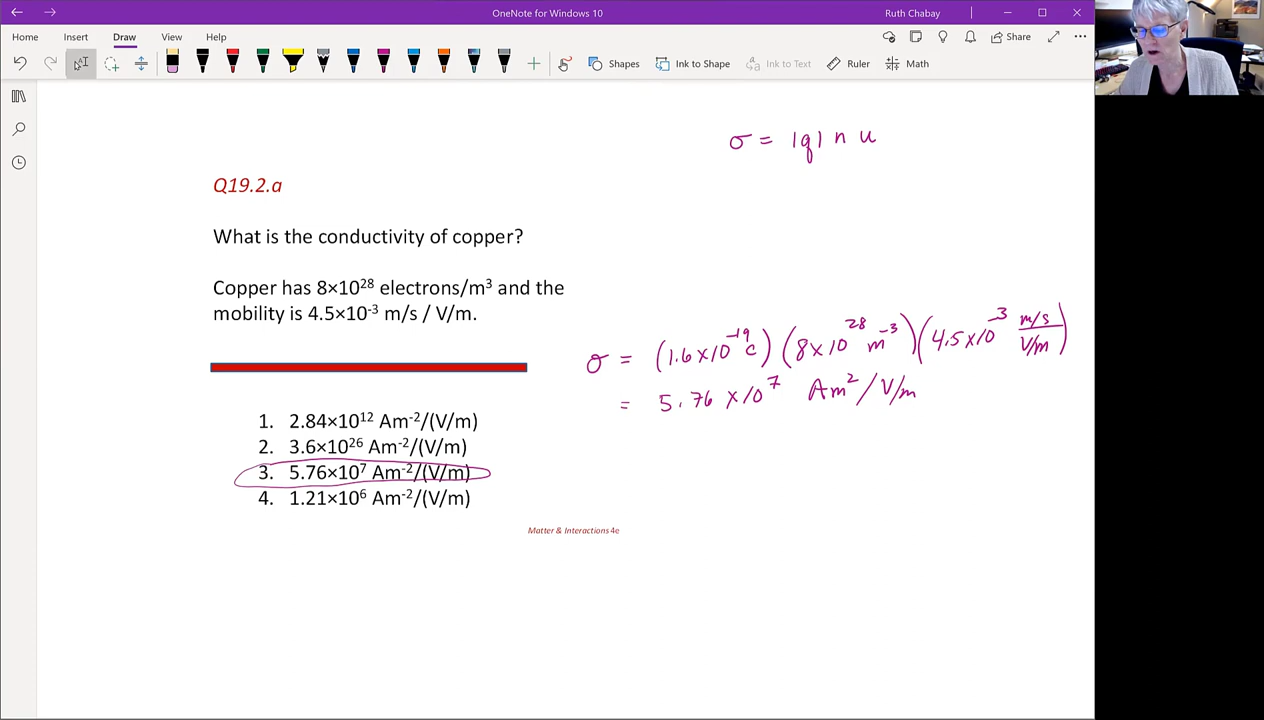 OneNote for Windows 10
Ruth Chabay
Home Insert Draw View Help
Share
Shapes
Ink to Shape
Ink to Text
Ruler
Math
σ = |q| n u
Q19.2.a
What is the conductivity of copper?
Copper has 8×10²⁸ electrons/m³ and the
mobility is 4.5×10⁻³ m/s / V/m.
σ = (1.6×10⁻¹⁹ C) (8×10²⁸ m⁻³) (4.5×10⁻³ m/s / V/m)
= 5.76 ×10⁷ Am² / V/m
1. 2.84×10¹² Am⁻²/(V/m)
2. 3.6×10²⁶ Am⁻²/(V/m)
3. 5.76×10⁷ Am⁻²/(V/m)
4. 1.21×10⁶ Am⁻²/(V/m)
Matter & Interactions 4e